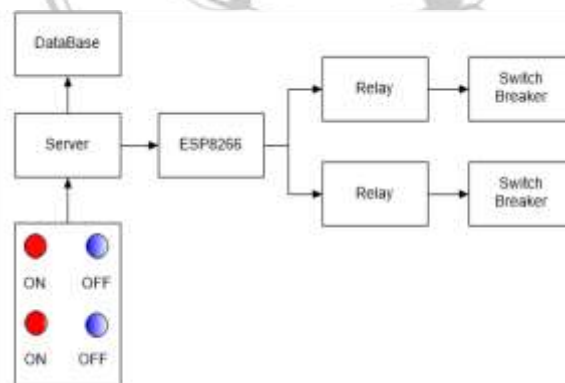 DataBase
Server
ESP8266
Relay
Switch
Breaker
Relay
Switch
Breaker
ON OFF
ON OFF